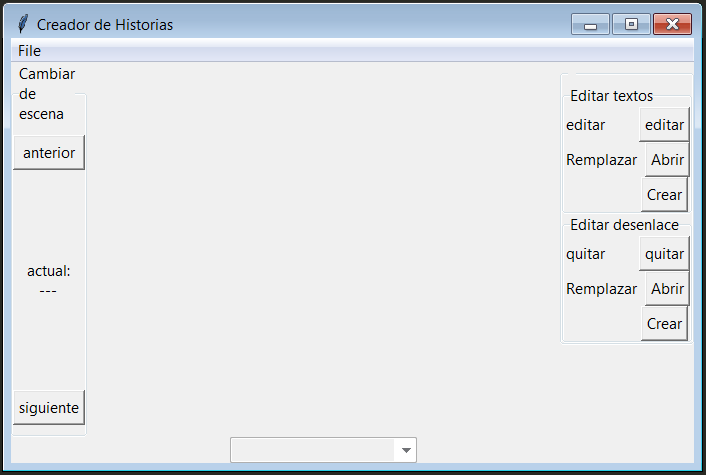 Creador de Historias
File
Cambiar
de
escena
anterior
actual:
---
siguiente
Editar textos
editar editar
Remplazar Abrir
Crear
Editar desenlace
quitar quitar
Remplazar Abrir
Crear